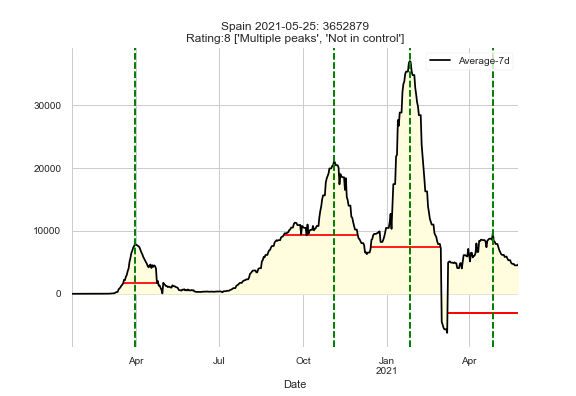 Spain 2021-05-25: 3652879
Rating:8 ['Multiple peaks', 'Not in control']
Average-7d
30000
20000
10000
0
Apr
Jul
Oct
Jan
2021
Apr
Date